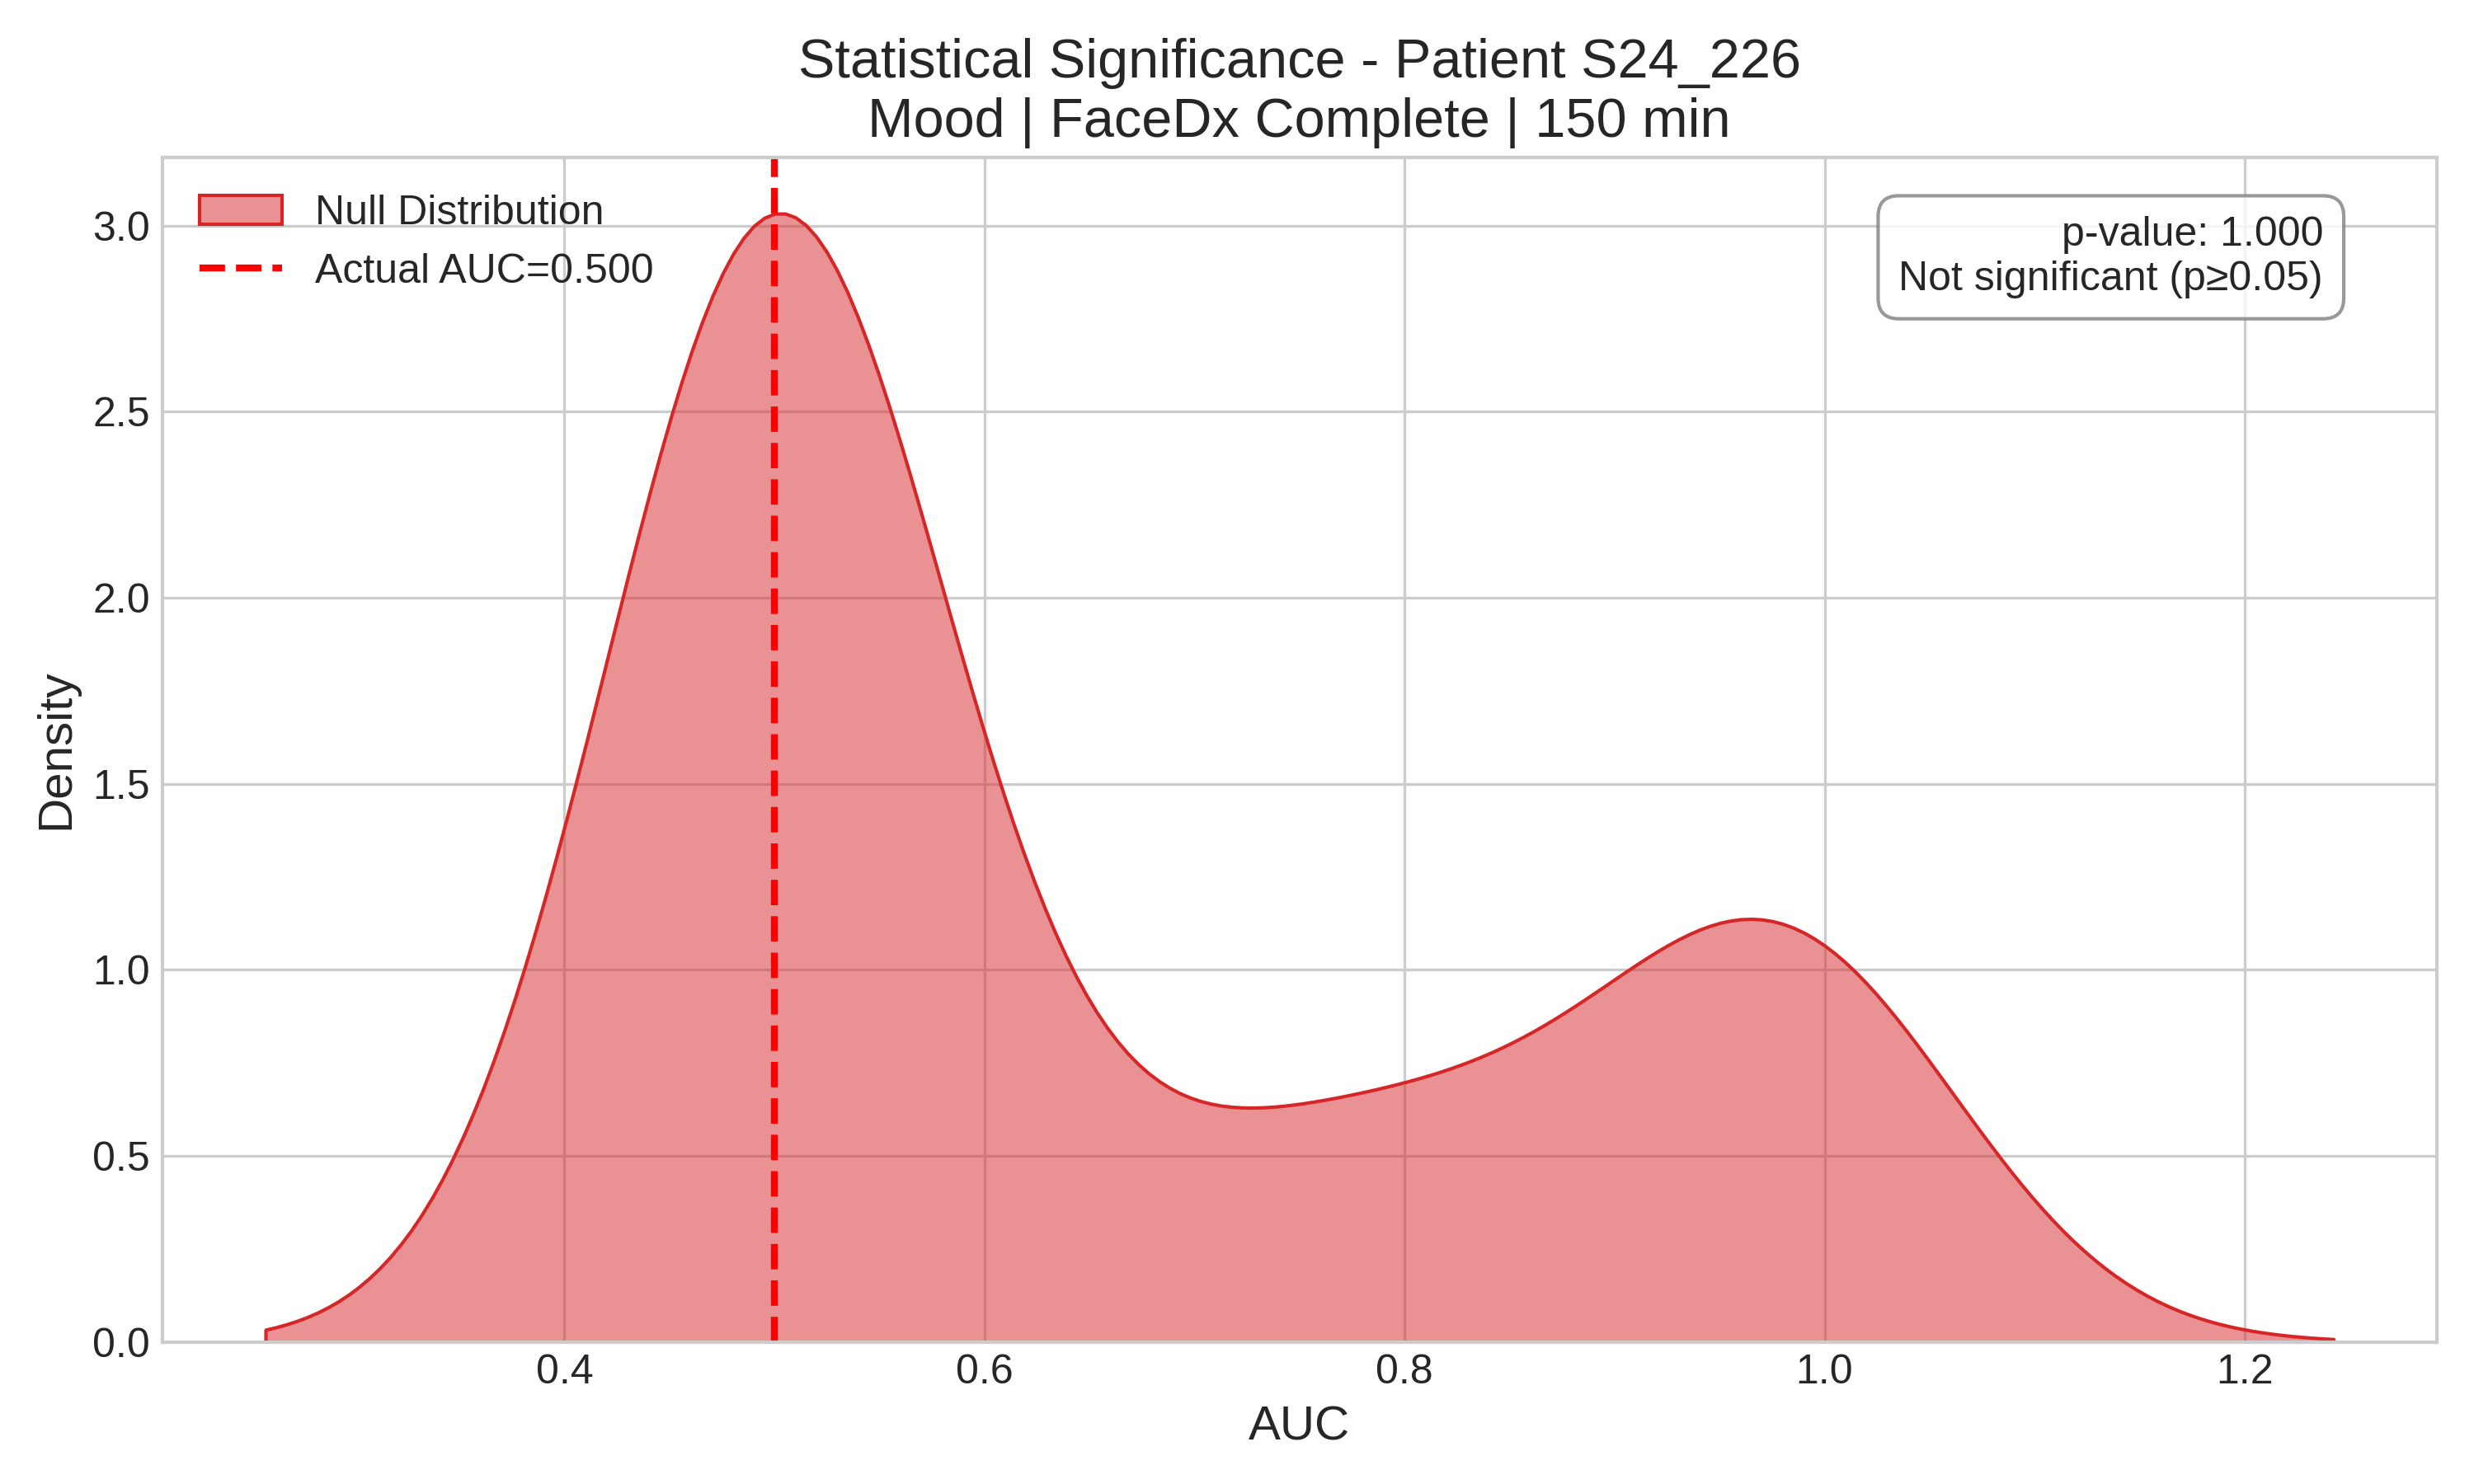 Statistical Significance - Patient S24_226
Mood | FaceDx Complete | 150 min
Null Distribution
Actual AUC=0.500
p-value: 1.000
Not significant (p≥0.05)
Density
3.0
2.5
2.0
1.5
1.0
0.5
0.0
0.4 0.6 0.8 1.0 1.2
AUC